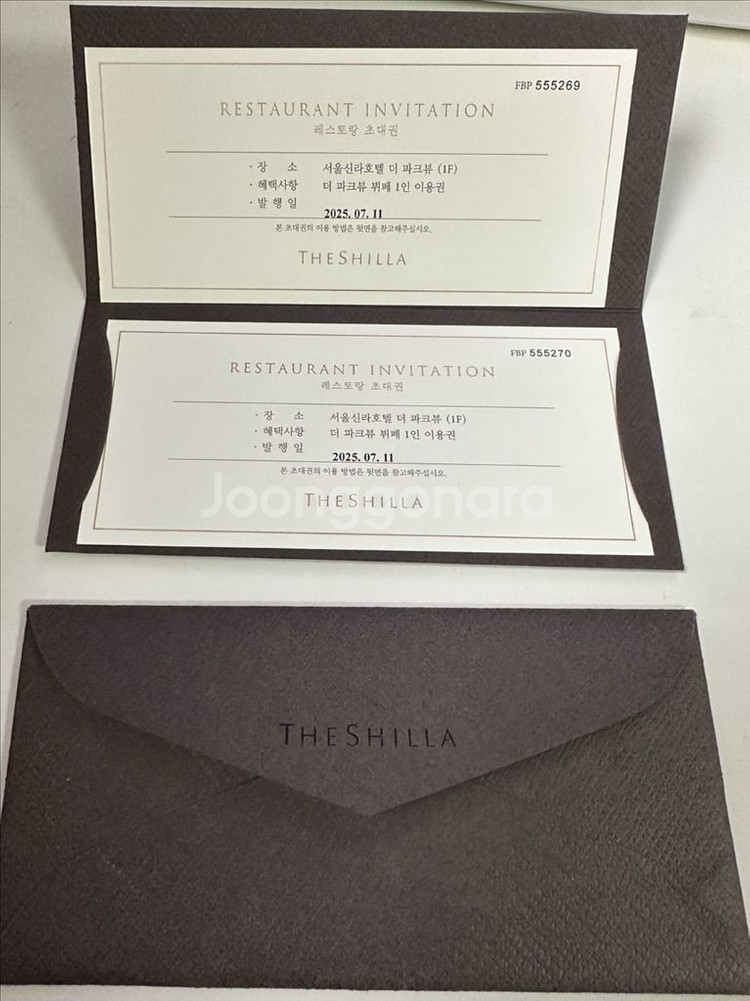 FBP 555269
RESTAURANT INVITATION
레스토랑 초대권
· 장 소 서울신라호텔 더 파크뷰 (1F)
· 혜택사항 더 파크뷰 뷔페 1인 이용권
· 발 행 일 2025. 07. 11
본 초대권의 이용 방법은 뒷면을 참고해주십시오.
THE SHILLA
FBP 555270
RESTAURANT INVITATION
레스토랑 초대권
· 장 소 서울신라호텔 더 파크뷰 (1F)
· 혜택사항 더 파크뷰 뷔페 1인 이용권
· 발 행 일 2025. 07. 11
본 초대권의 이용 방법은 뒷면을 참고해주십시오.
Joonggonara
THE SHILLA
THE SHILLA